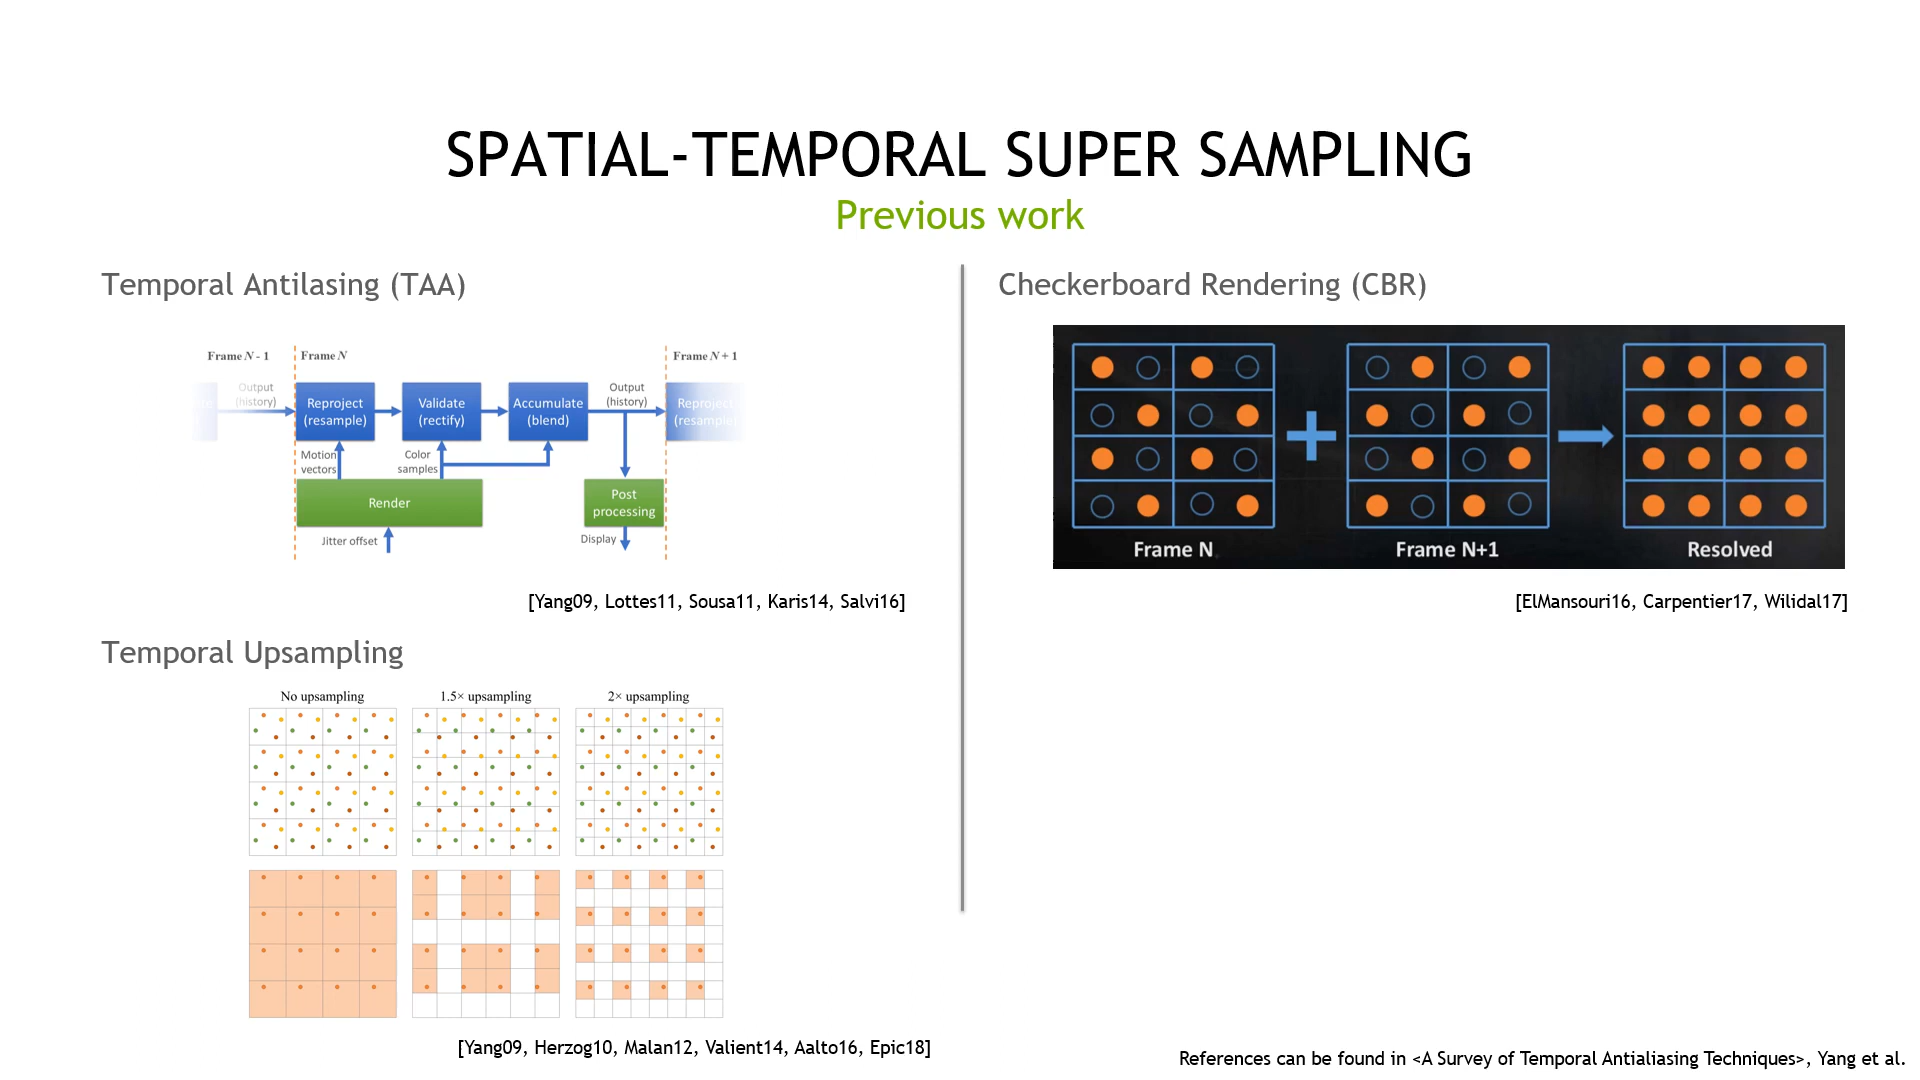 SPATIAL-TEMPORAL SUPER SAMPLING
Previous work
Temporal Antilasing (TAA)
Frame N - 1
Frame N
Frame N + 1
Output
(history)
Reproject
(resample)
Validate
(rectify)
Accumulate
(blend)
Output
(history)
Reproject
(resample)
Motion
vectors
Color
samples
Render
Post
processing
Jitter offset
Display
[Yang09, Lottes11, Sousa11, Karis14, Salvi16]
Temporal Upsampling
No upsampling
1.5× upsampling
2× upsampling
[Yang09, Herzog10, Malan12, Valient14, Aalto16, Epic18]
Checkerboard Rendering (CBR)
Frame N
Frame N+1
Resolved
[ElMansouri16, Carpentier17, Wilidal17]
References can be found in <A Survey of Temporal Antialiasing Techniques>, Yang et al.